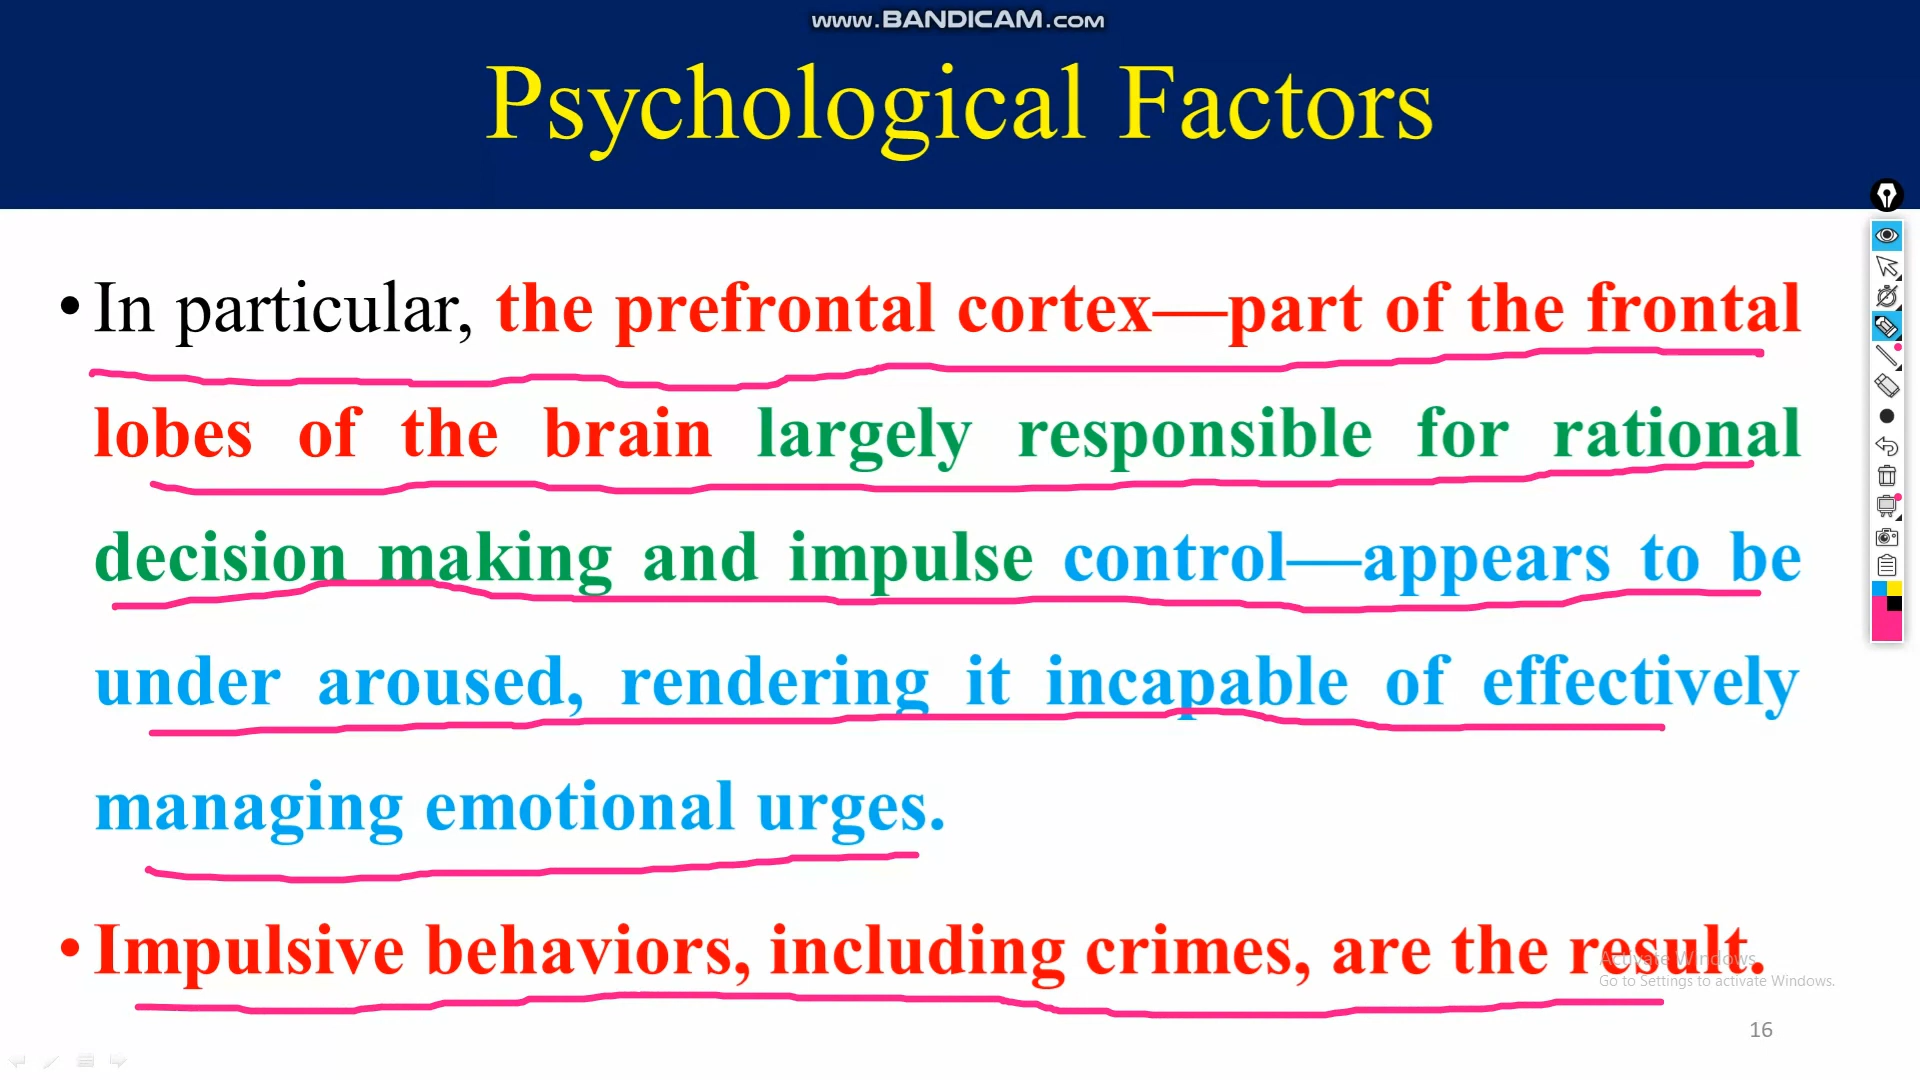 www.BANDICAM.com
Psychological Factors
• In particular, the prefrontal cortex—part of the frontal
lobes of the brain largely responsible for rational
decision making and impulse control—appears to be
under aroused, rendering it incapable of effectively
managing emotional urges.
• Impulsive behaviors, including crimes, are the result.
Activate Windows
Go to Settings to activate Windows.
16